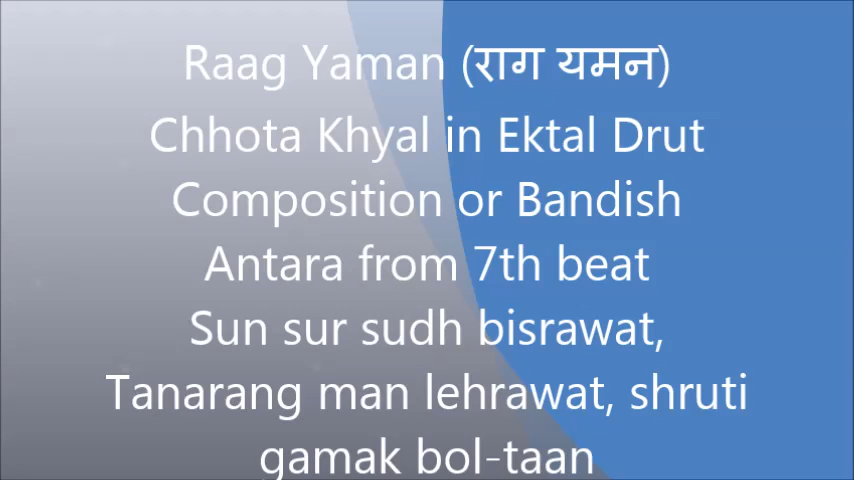 Raag Yaman (राग यमन)
Chhota Khyal in Ektal Drut
Composition or Bandish
Antara from 7th beat
Sun sur sudh bisrawat,
Tanarang man lehrawat, shruti
gamak bol-taan